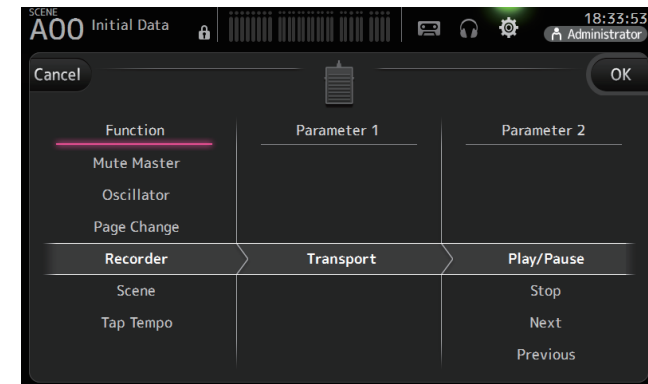 SCENE
A00 Initial Data
18:33:53
Administrator
Cancel
OK
Function Parameter 1 Parameter 2
Mute Master
Oscillator
Page Change
Recorder Transport Play/Pause
Scene Stop
Tap Tempo Next
Previous